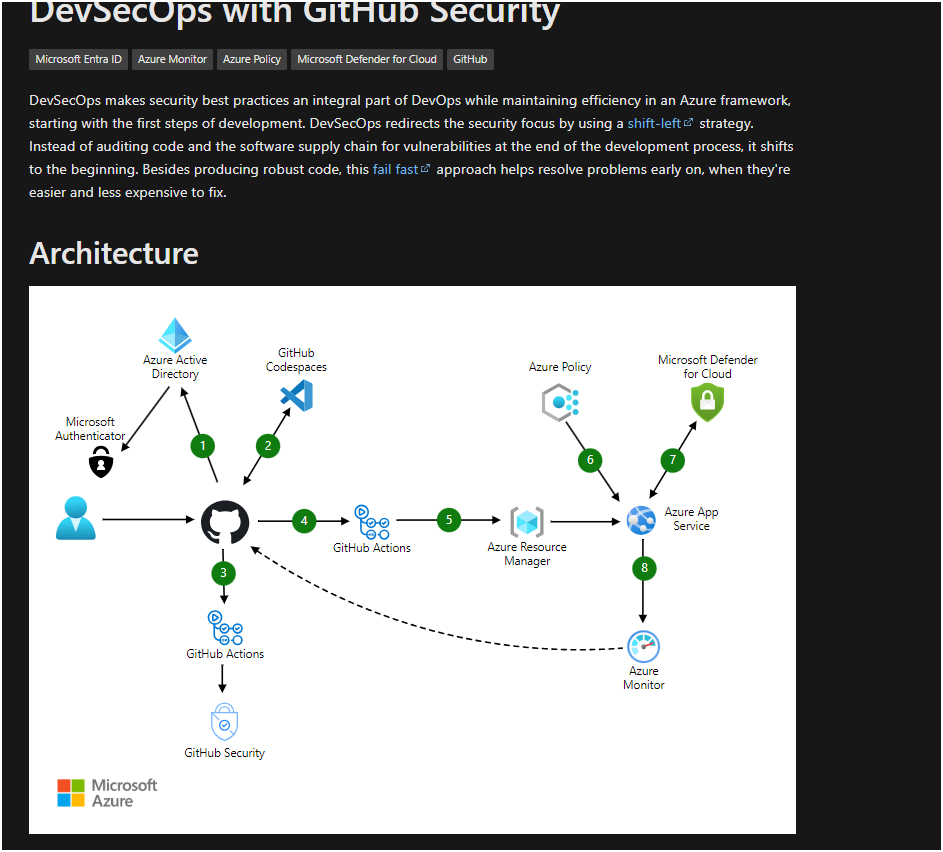 DevSecOps with GitHub Security
Microsoft Entra ID
Azure Monitor
Azure Policy
Microsoft Defender for Cloud
GitHub
DevSecOps makes security best practices an integral part of DevOps while maintaining efficiency in an Azure framework,
starting with the first steps of development. DevSecOps redirects the security focus by using a shift-left strategy.
Instead of auditing code and the software supply chain for vulnerabilities at the end of the development process, it shifts
to the beginning. Besides producing robust code, this fail fast approach helps resolve problems early on, when they're
easier and less expensive to fix.
Architecture
Azure Active
Directory
GitHub
Codespaces
Azure Policy
Microsoft Defender
for Cloud
Microsoft
Authenticator
1
2
6
7
4
GitHub Actions
5
Azure Resource
Manager
Azure App
Service
3
8
GitHub Actions
Azure
Monitor
GitHub Security
Microsoft
Azure